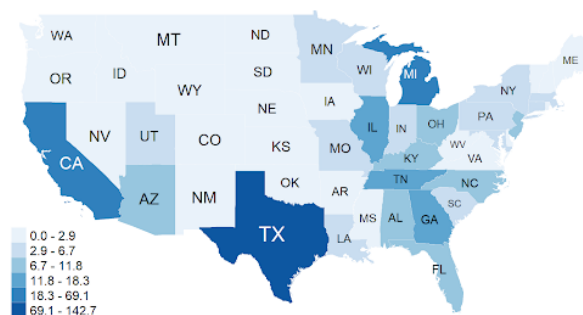 WA
MT
ND
MN
ME
OR
ID
SD
WI
MI
NY
WY
IA
PA
NE
NV
UT
CO
IL
IN
OH
WV
VA
CA
KS
MO
KY
AZ
NM
OK
AR
TN
NC
SC
TX
LA
MS
AL
GA
FL
0.0 - 2.9
2.9 - 6.7
6.7 - 11.8
11.8 - 18.3
18.3 - 69.1
69.1 - 142.7